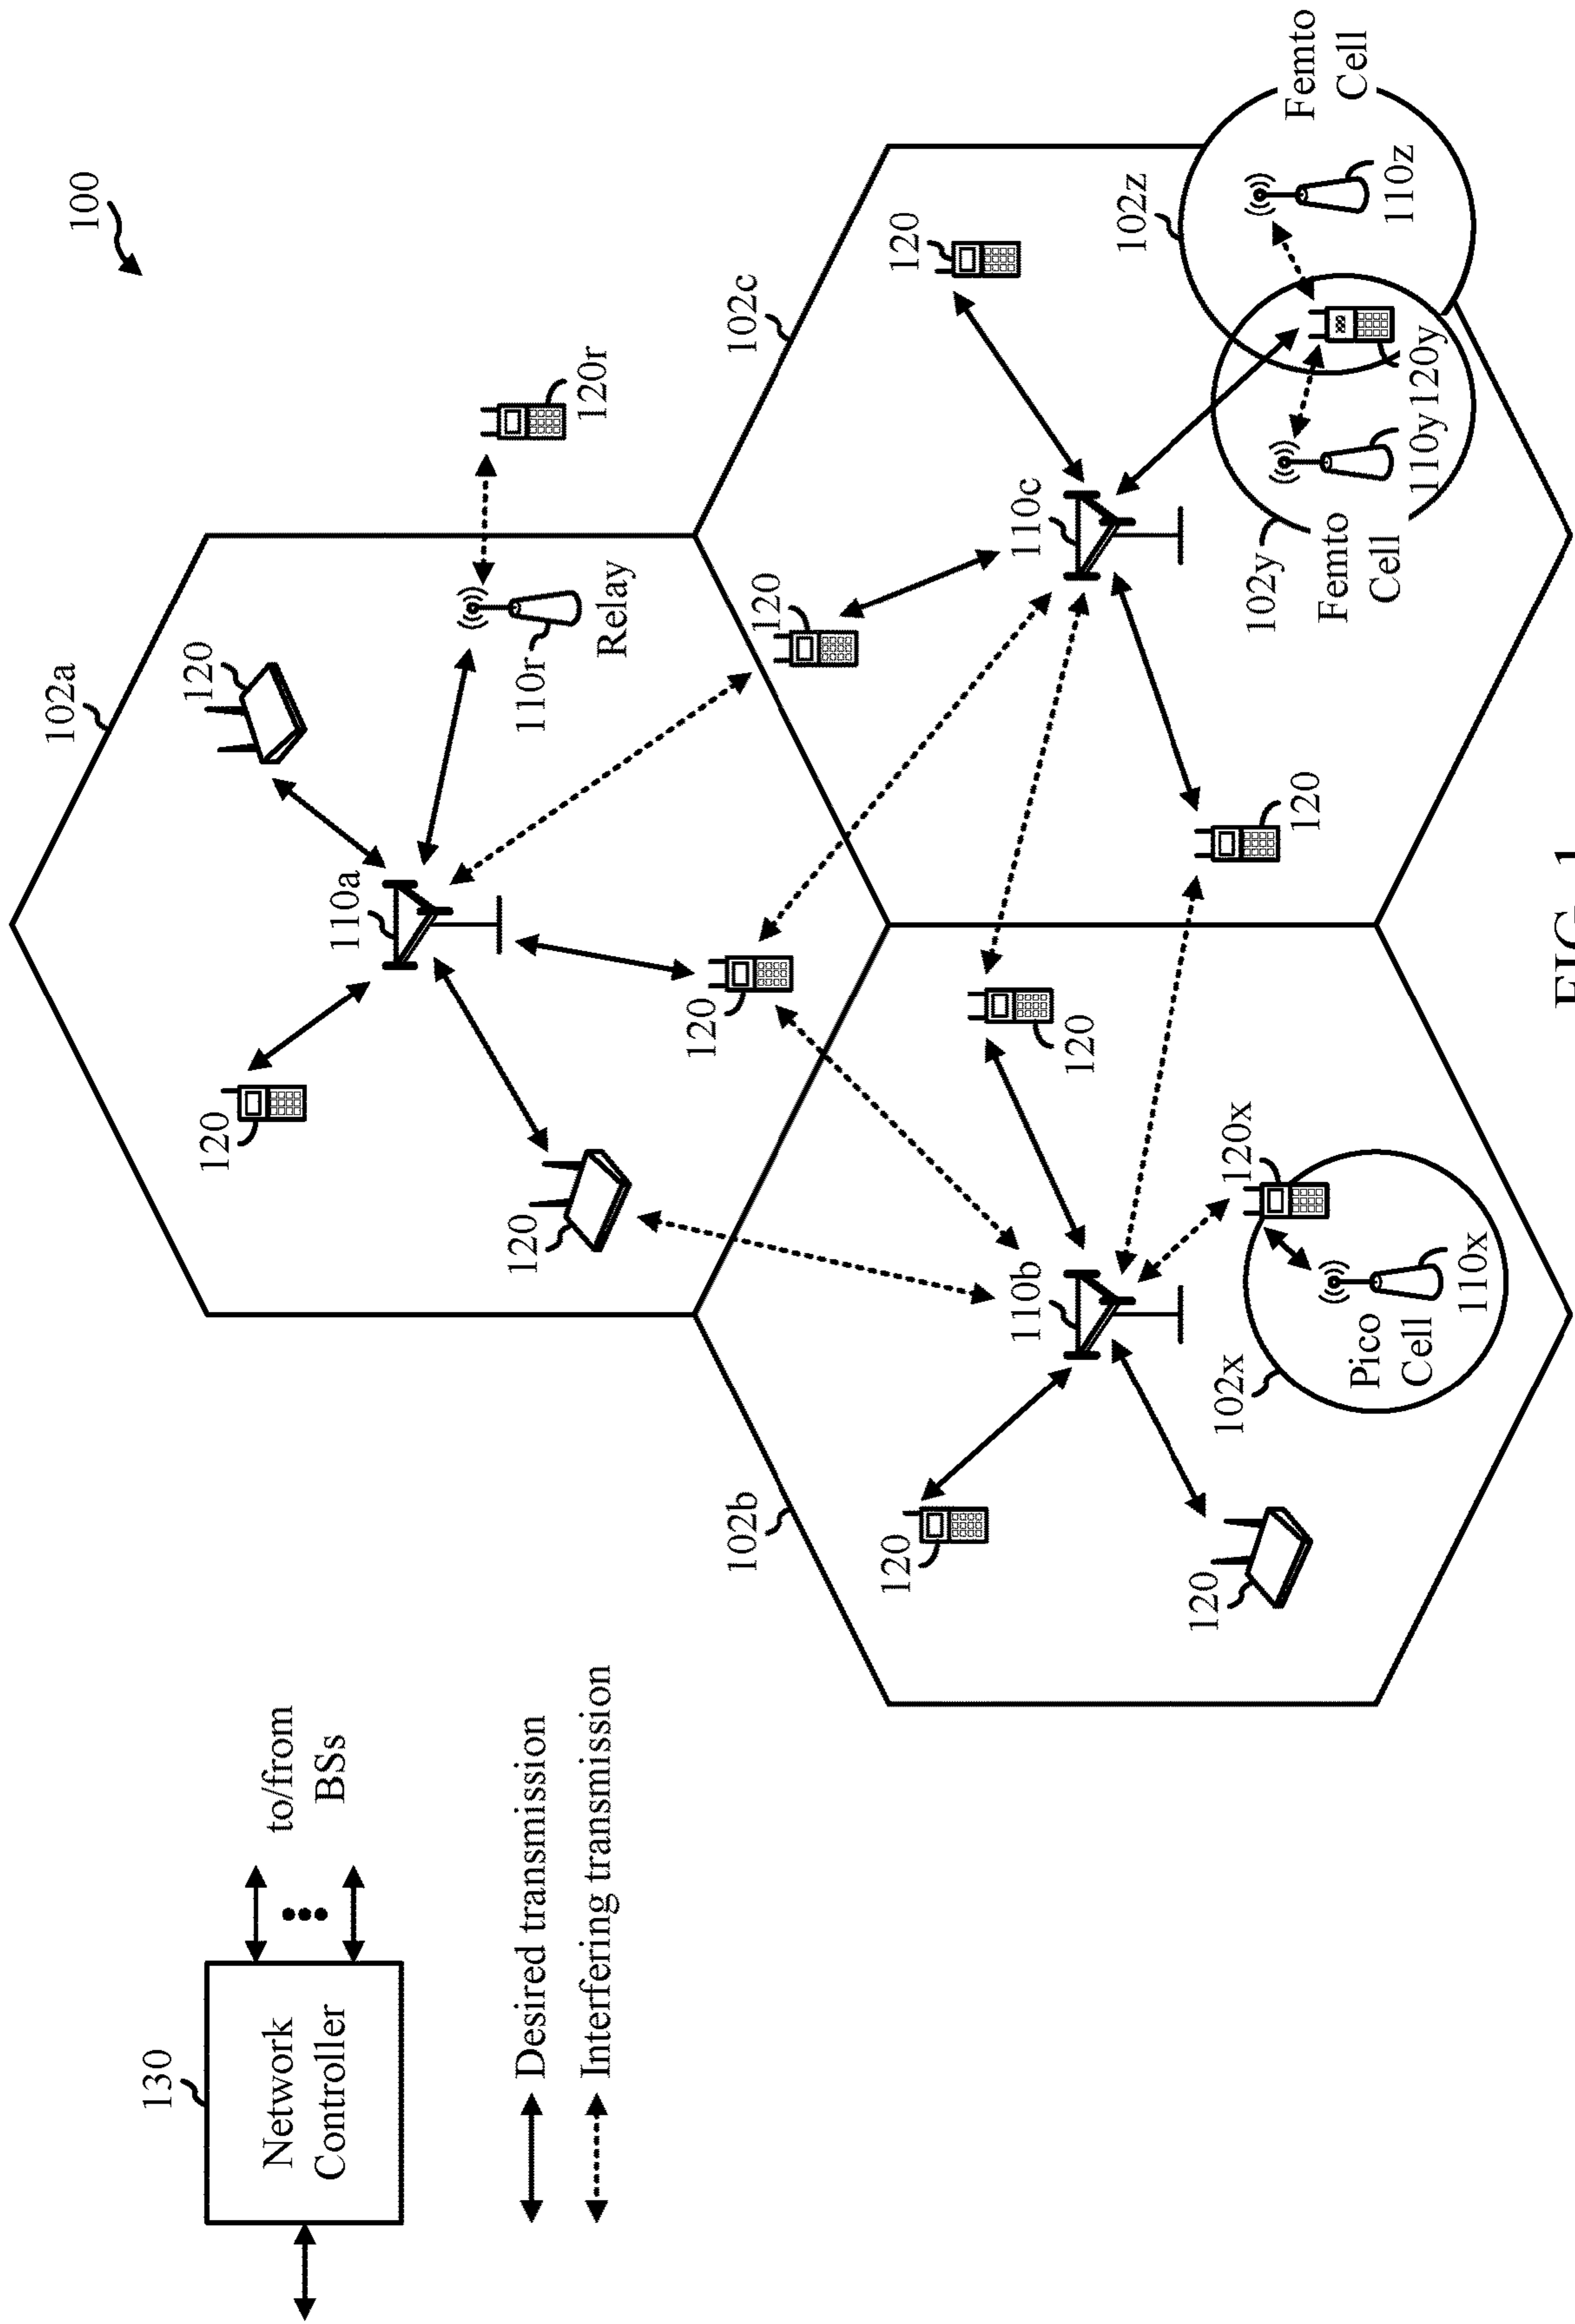 100
130
Network
Controller
to/from
BSs
Desired transmission
Interfering transmission
102a
120
120
110a
120
110r
Relay
120r
120
120
102b
120
120
110b
120
102x
Pico
Cell
110x
120x
102c
120
110c
120
120
102y
Femto
Cell
110y
120y
102z
110z
Femto
Cell
FIG. 1